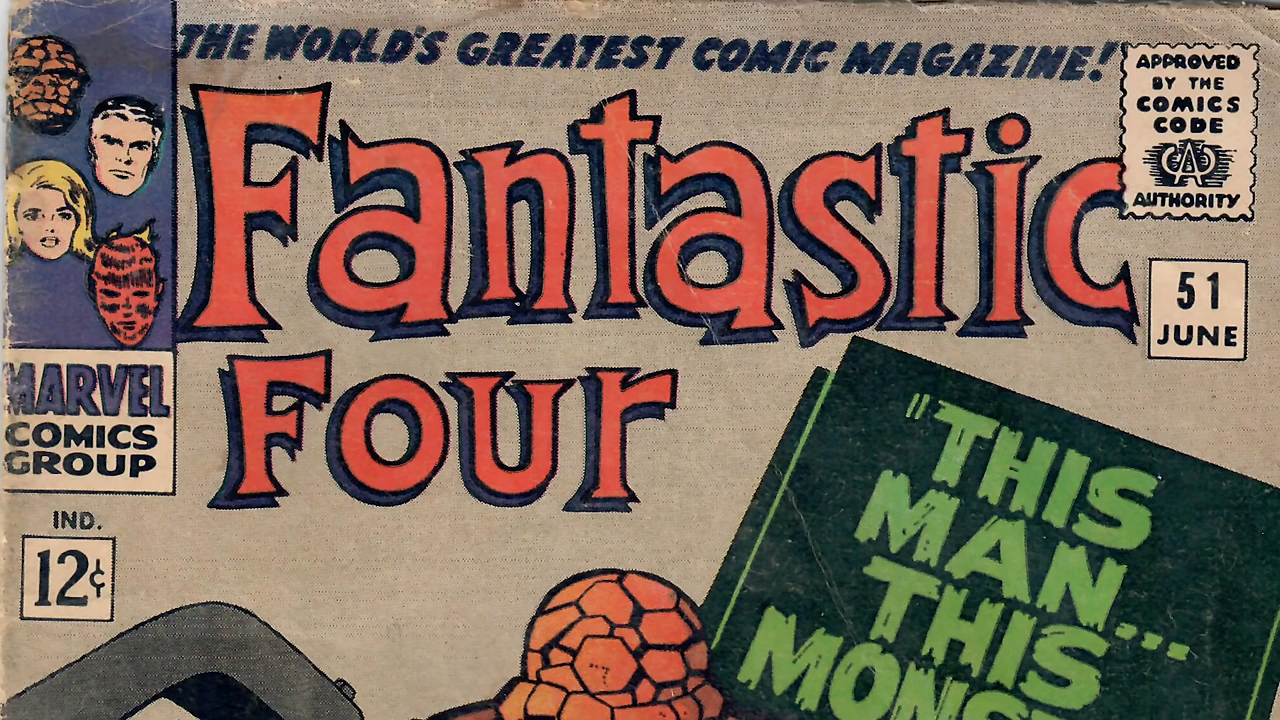 THE WORLD'S GREATEST COMIC MAGAZINE!
APPROVED
BY THE
COMICS
CODE
CA
AUTHORITY
Fantastic
Four
51
JUNE
MARVEL
COMICS
GROUP
IND.
12¢
"THIS
MAN...
THIS